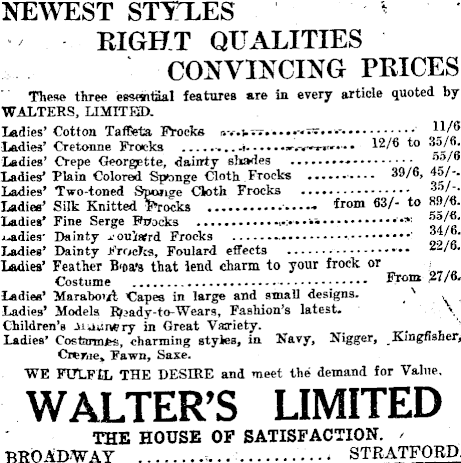 NEWEST STYLES
RIGHT QUALITIES
CONVINCING PRICES
These three essential features are in every article quoted by
WALTERS, LIMITED.
Ladies' Cotton Taffeta Frocks .................... 11/6
Ladies' Cretonne Frocks .................... 12/6 to 35/6.
Ladies' Crepe Georgette, dainty shades .................... 55/6
Ladies' Plain Colored Sponge Cloth Frocks .......... 39/6, 45/-.
Ladies' Two-toned Sponge Cloth Frocks .......... 35/-.
Ladies' Silk Knitted Frocks .......... from 63/- to 89/6.
Ladies' Fine Serge Frocks .................... 55/6.
Ladies' Dainty Foulard Frocks .................... 34/6.
Ladies' Dainty Frocks, Foulard effects .................... 22/6.
Ladies' Feather Boas that lend charm to your frock or
Costume .................... From 27/6.
Ladies' Marabout Capes in large and small designs.
Ladies' Models Ready-to-Wears, Fashion's latest.
Children's Millinery in Great Variety.
Ladies' Costumes, charming styles, in Navy, Nigger, Kingfisher,
Creme, Fawn, Saxe.
WE FULFIL THE DESIRE and meet the demand for Value.
WALTER'S LIMITED
THE HOUSE OF SATISFACTION.
BROADWAY .................... STRATFORD.